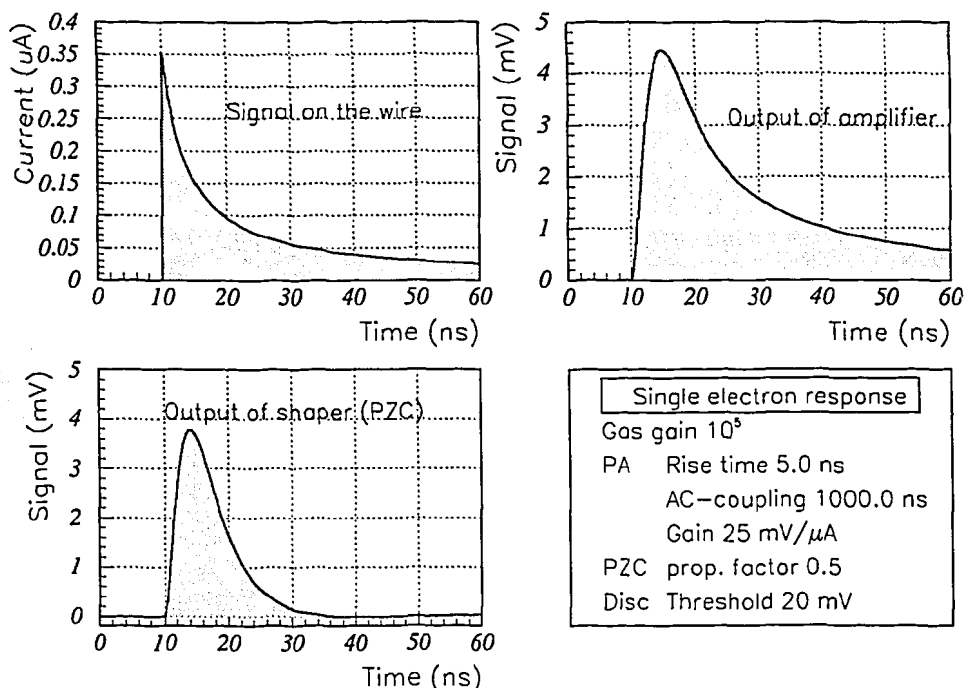 Current (uA)
0.4
0.35
0.3
0.25
0.2
0.15
0.1
0.05
0
Signal on the wire
0 10 20 30 40 50 60
Time (ns)
Signal (mV)
5
4
3
2
1
0
Output of amplifier
0 10 20 30 40 50 60
Time (ns)
Signal (mV)
5
4
3
2
1
0
Output of shaper (PZC)
0 10 20 30 40 50 60
Time (ns)
Single electron response
Gas gain 10⁵
PA Rise time 5.0 ns
AC-coupling 1000.0 ns
Gain 25 mV/μA
PZC prop. factor 0.5
Disc Threshold 20 mV